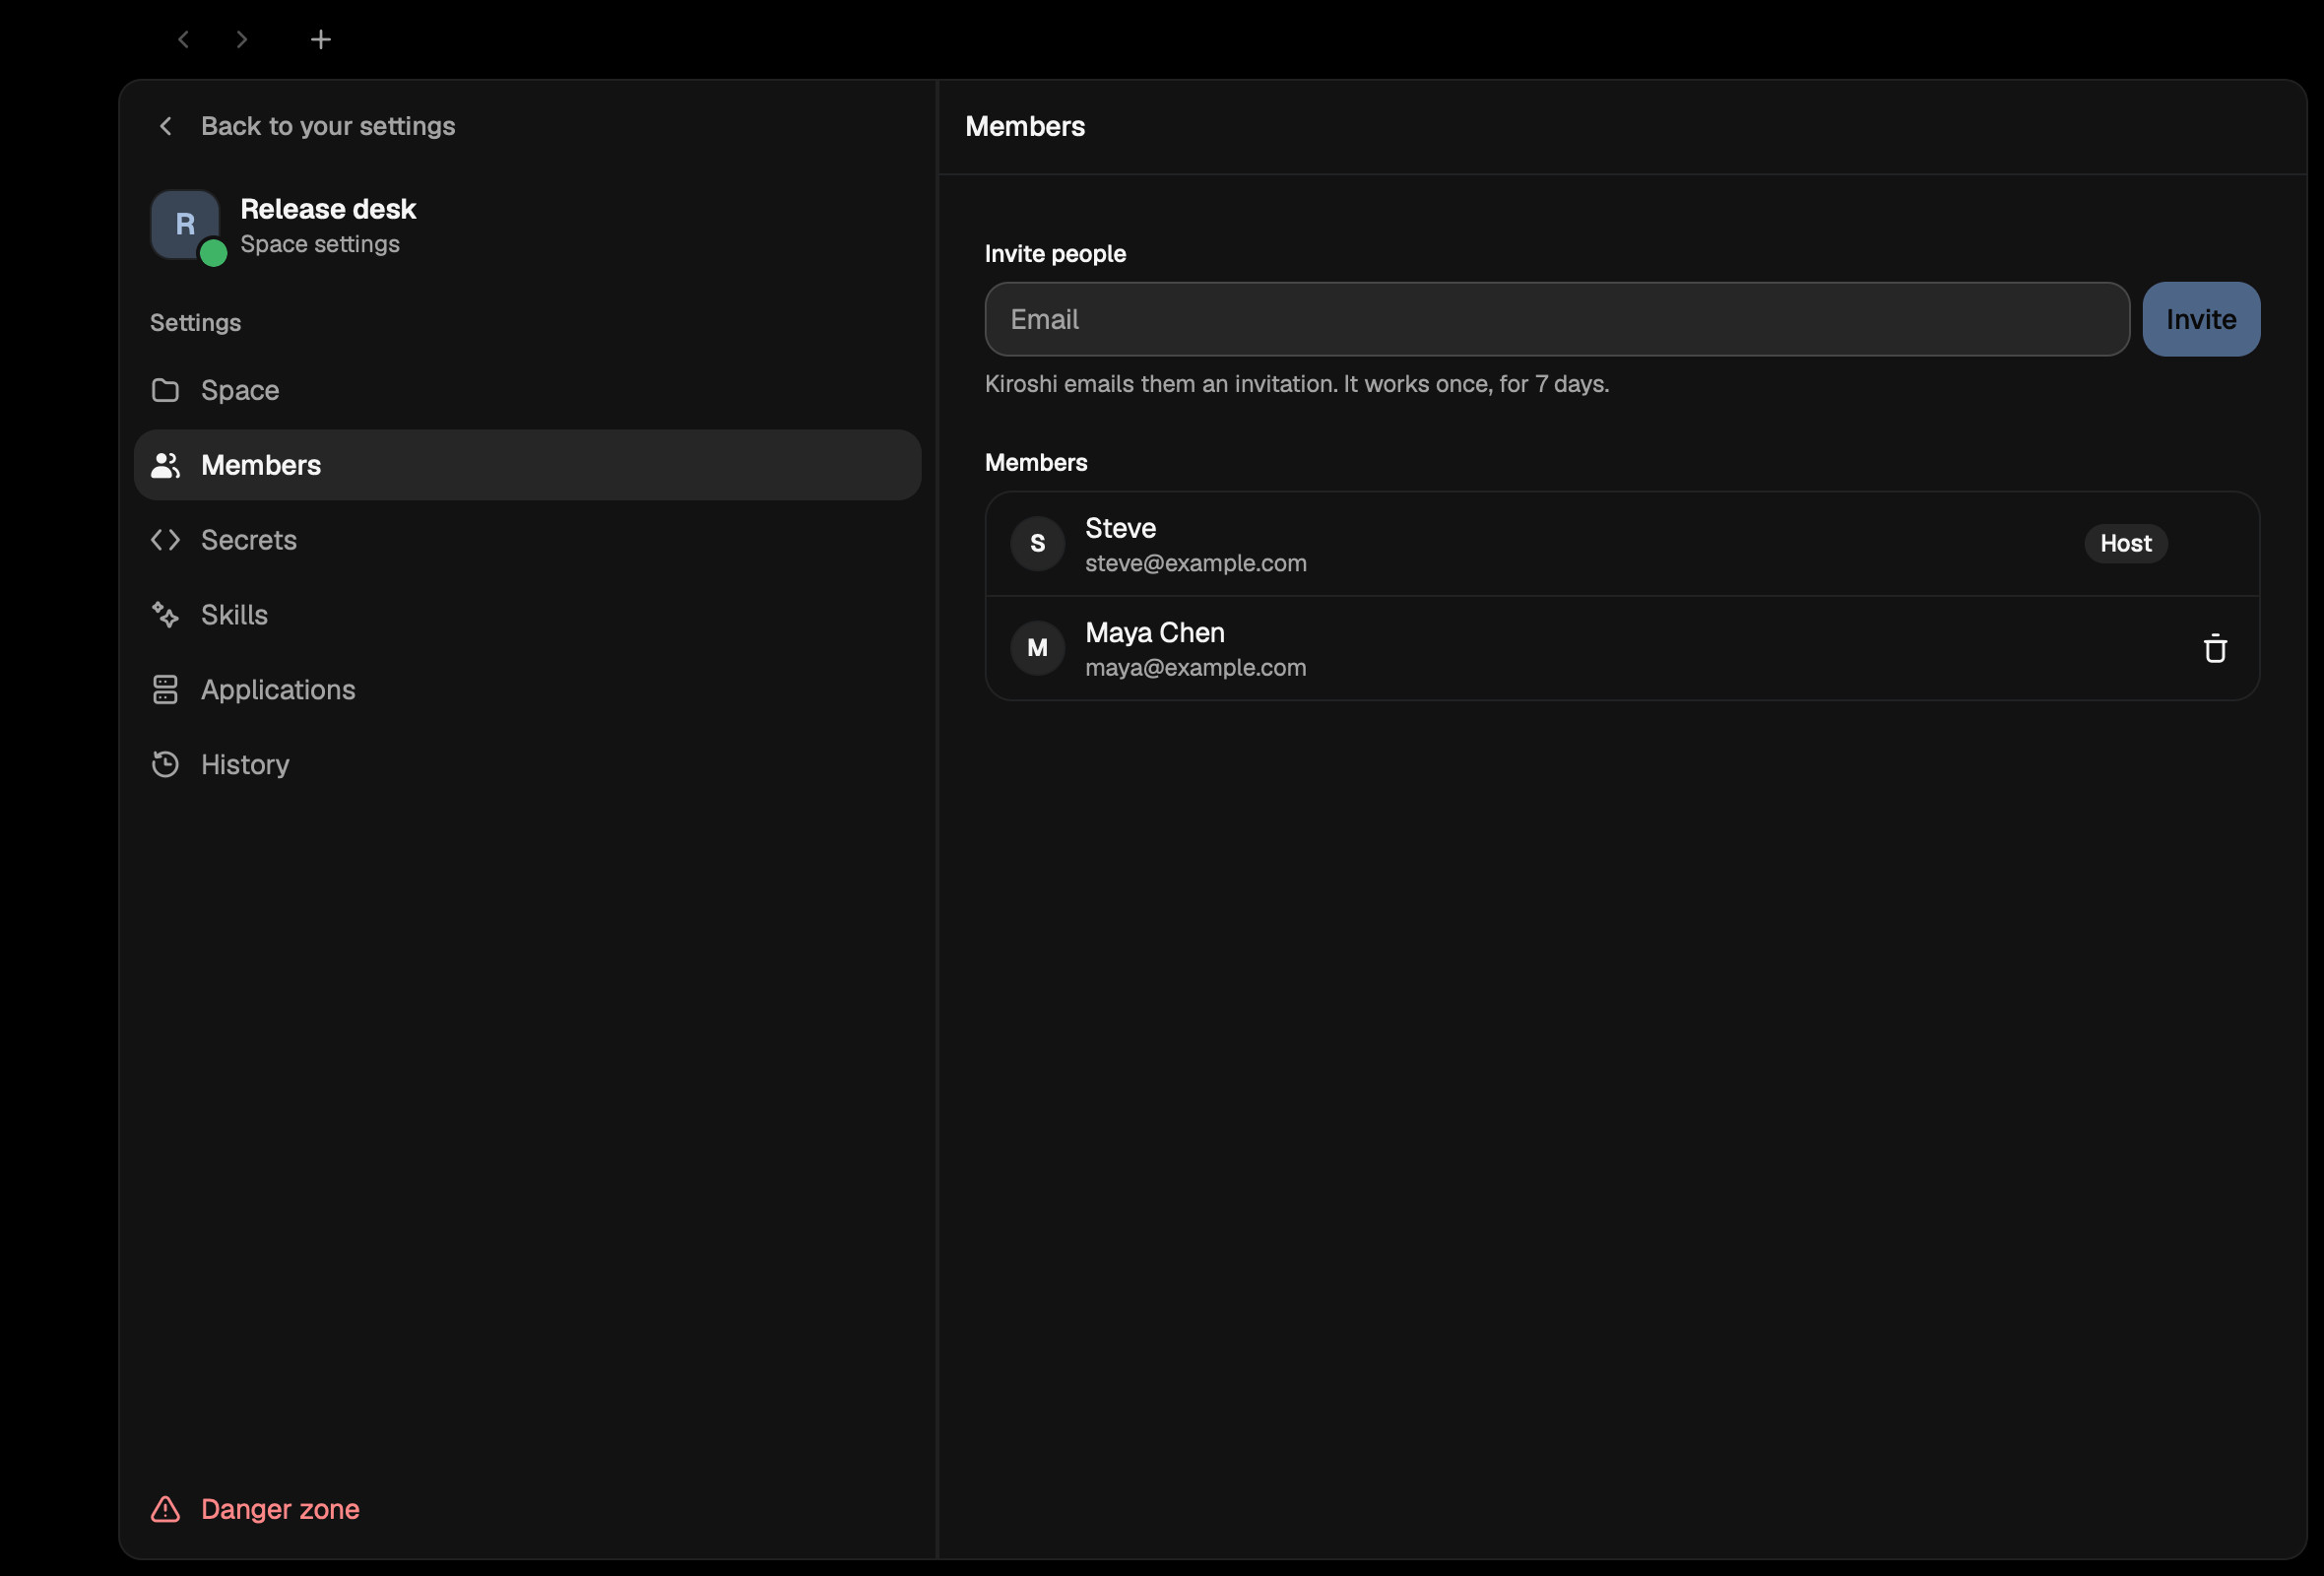 Back to your settings
R
Release desk
Space settings
Settings
Space
Members
Secrets
Skills
Applications
History
Danger zone
Members
Invite people
Email
Invite
Kiroshi emails them an invitation. It works once, for 7 days.
Members
S
Steve
steve@example.com
Host
M
Maya Chen
maya@example.com